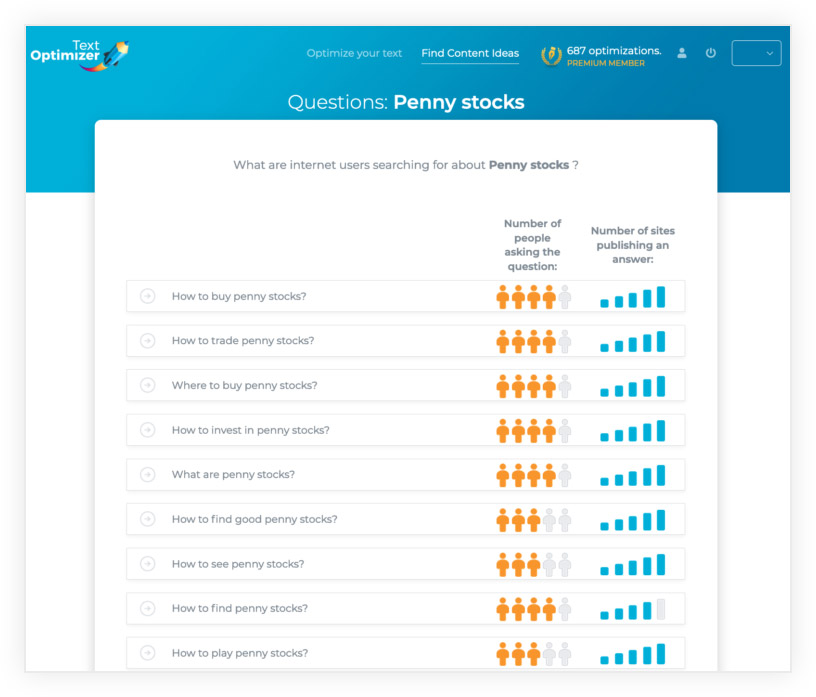 Text
Optimizer
Optimize your text
Find Content Ideas
687 optimizations.
PREMIUM MEMBER
Questions: Penny stocks
What are internet users searching for about Penny stocks ?
Number of
people
asking the
question:
Number of sites
publishing an
answer:
How to buy penny stocks?
How to trade penny stocks?
Where to buy penny stocks?
How to invest in penny stocks?
What are penny stocks?
How to find good penny stocks?
How to see penny stocks?
How to find penny stocks?
How to play penny stocks?